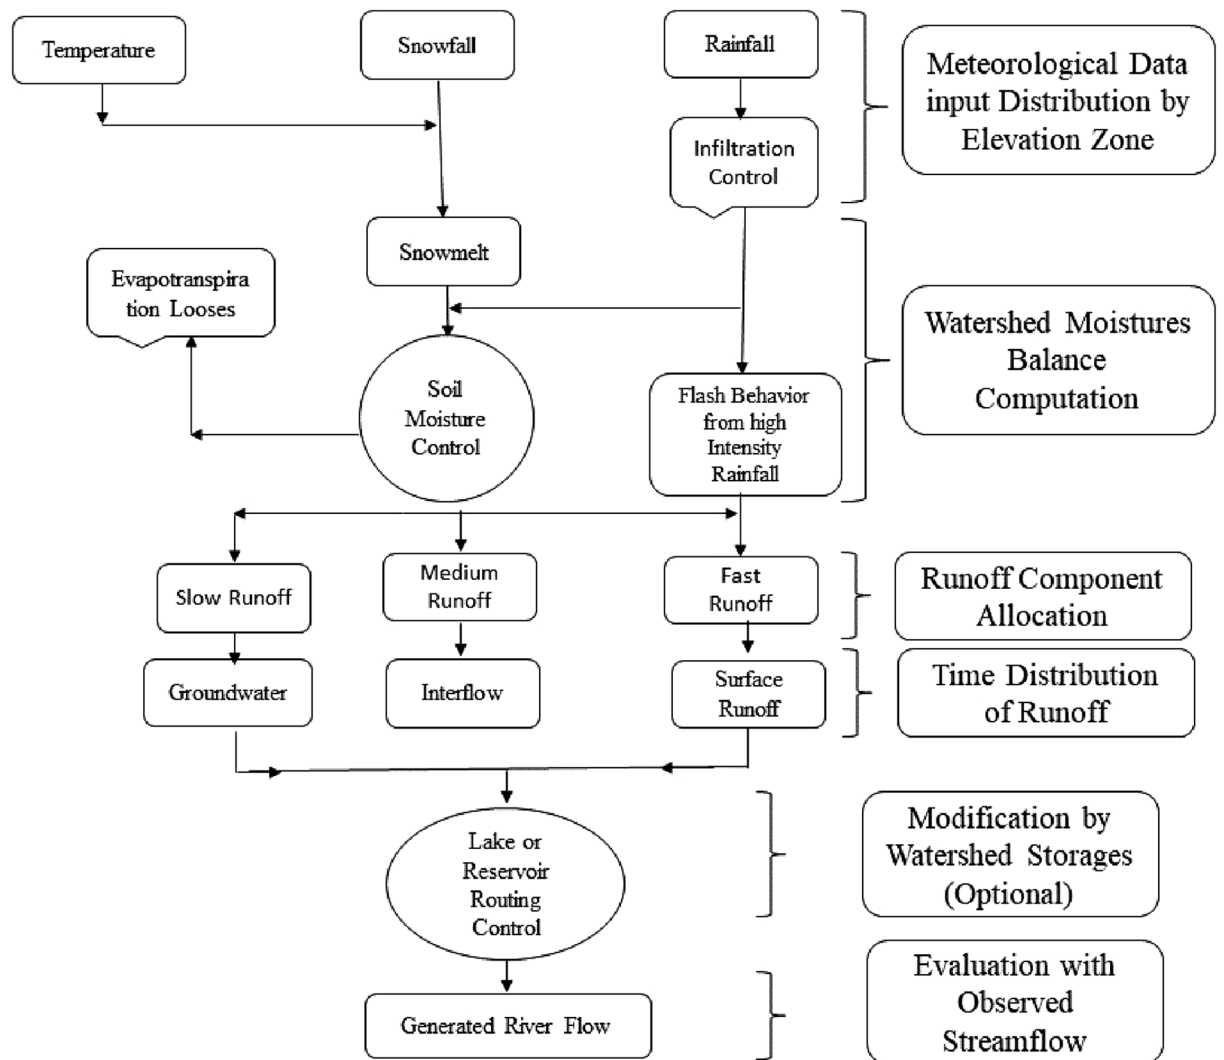 Temperature
Snowfall
Rainfall
Meteorological Data
input Distribution by
Elevation Zone
Infiltration
Control
Snowmelt
Evapotranspira
tion Looses
Watershed Moistures
Balance
Computation
Soil
Moisture
Control
Flash Behavior
from high
Intensity
Rainfall
Slow Runoff
Medium
Runoff
Fast
Runoff
Runoff Component
Allocation
Groundwater
Interflow
Surface
Runoff
Time Distribution
of Runoff
Lake or
Reservoir
Routing
Control
Modification by
Watershed Storages
(Optional)
Generated River Flow
Evaluation with
Observed
Streamflow